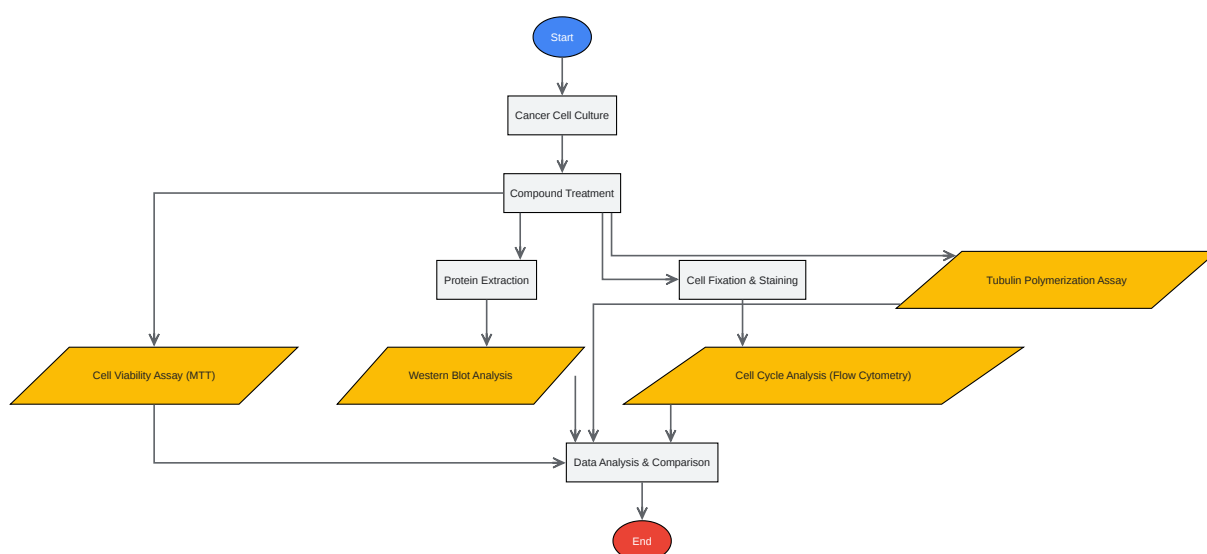 Start
Cancer Cell Culture
Compound Treatment
Protein Extraction
Cell Fixation & Staining
Tubulin Polymerization Assay
Cell Viability Assay (MTT)
Western Blot Analysis
Cell Cycle Analysis (Flow Cytometry)
Data Analysis & Comparison
End